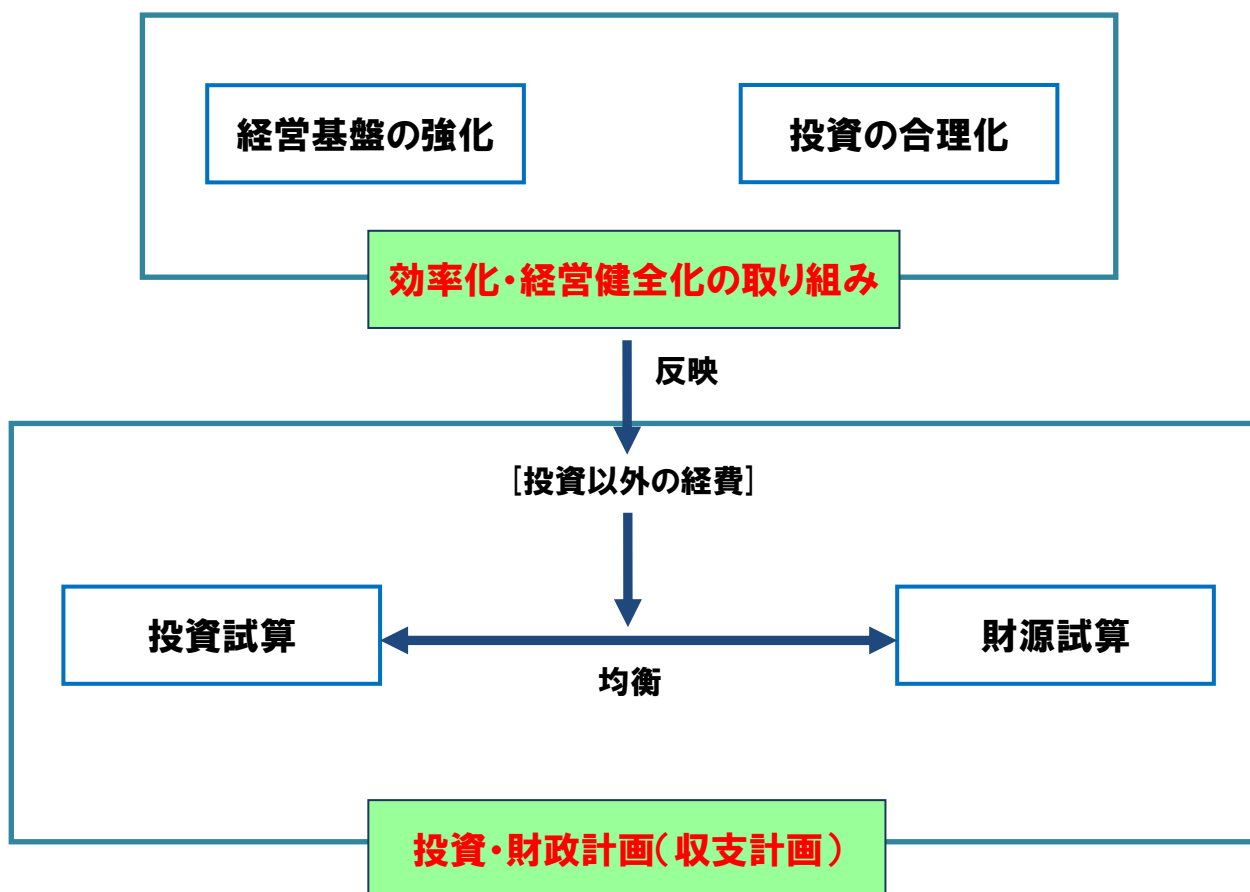 経営基盤の強化
投資の合理化
効率化・経営健全化の取り組み
反映
[投資以外の経費]
投資試算
財源試算
均衡
投資・財政計画(収支計画)